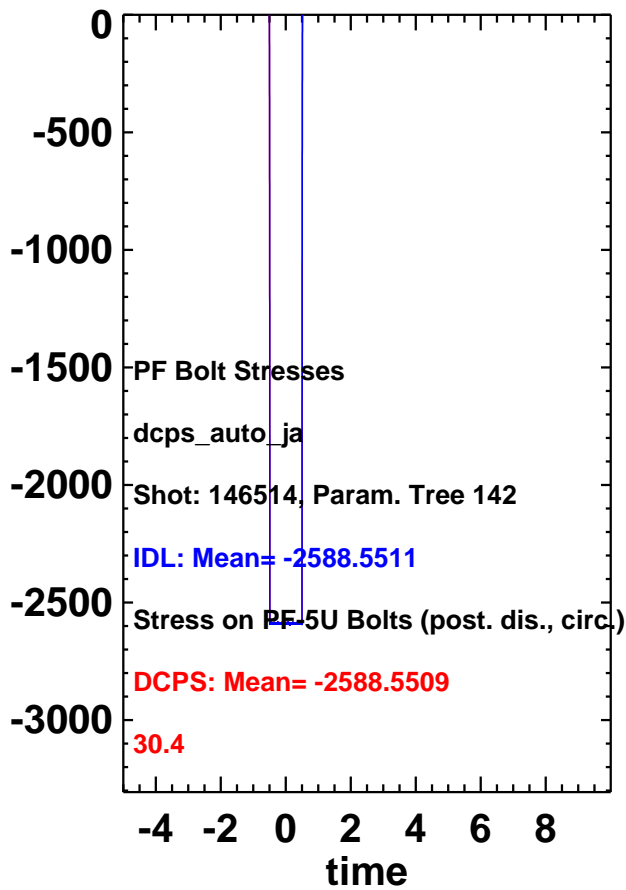 0
-500
-1000
-1500
PF Bolt Stresses
dcps_auto_ja
-2000
Shot: 146514, Param. Tree 142
IDL: Mean= -2588.5511
-2500
Stress on PF-5U Bolts (post. dis., circ.)
DCPS: Mean= -2588.5509
-3000
30.4
-4 -2 0 2 4 6 8
time